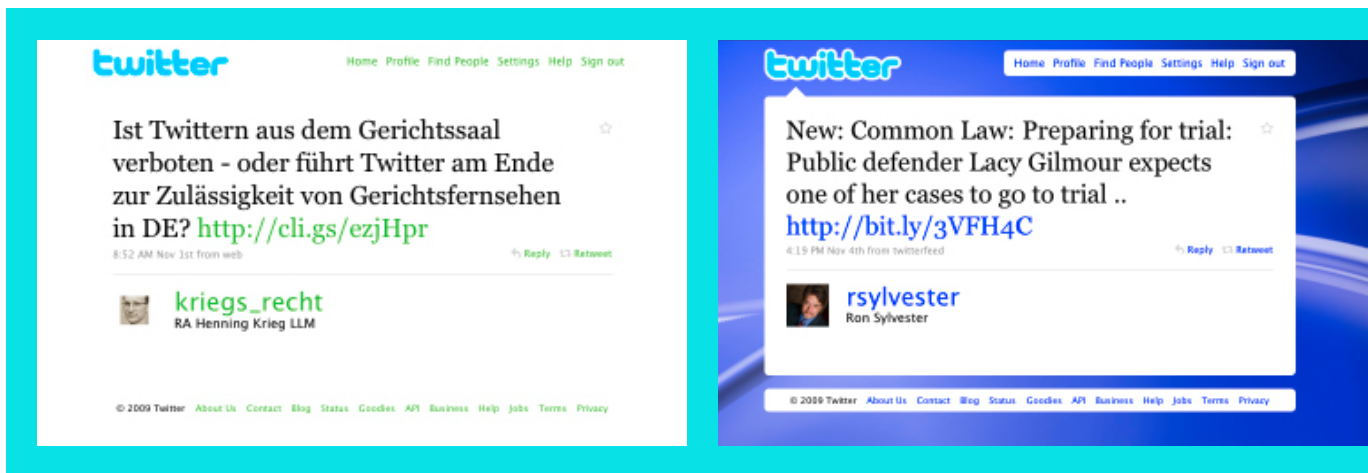 twitter
Home Profile Find People Settings Help Sign out
Ist Twittern aus dem Gerichtssaal
verboten - oder führt Twitter am Ende
zur Zulässigkeit von Gerichtsfernsehen
in DE? http://cli.gs/ezjHpr
8:52 AM Nov 1st from web
Reply Retweet
kriegs_recht
RA Henning Krieg LLM
© 2009 Twitter About Us Contact Blog Status Goodies API Business Help Jobs Terms Privacy
twitter
Home Profile Find People Settings Help Sign out
New: Common Law: Preparing for trial:
Public defender Lacy Gilmour expects
one of her cases to go to trial ..
http://bit.ly/3VFH4C
4:19 PM Nov 4th from twitterfeed
Reply Retweet
rsylvester
Ron Sylvester
© 2009 Twitter About Us Contact Blog Status Goodies API Business Help Jobs Terms Privacy